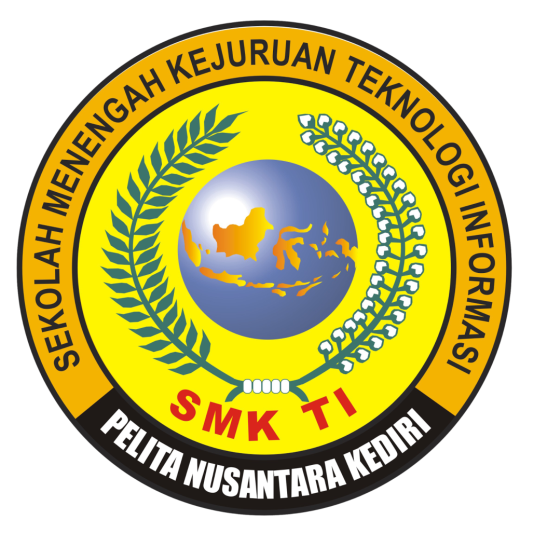 SEKOLAH MENENGAH KEJURUAN TEKNOLOGI INFORMASI
SMK TI
PELITA NUSANTARA KEDIRI